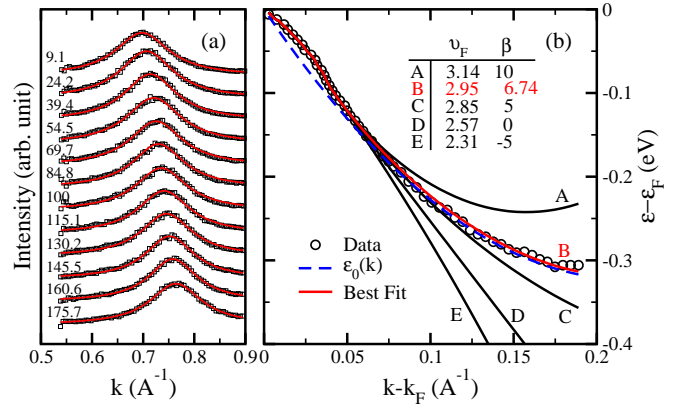 (a)
9.1
24.2
39.4
54.5
69.7
84.8
100
115.1
130.2
145.5
160.6
175.7
Intensity (arb. unit)
0.5 0.6 0.7 0.8 0.9
k (A⁻¹)
(b)
υF β
A 3.14 10
B 2.95 6.74
C 2.85 5
D 2.57 0
E 2.31 -5
A
B
C
D
E
Data
ε0(k)
Best Fit
0
-0.1
-0.2
-0.3
-0.4
ε−εF (eV)
0 0.05 0.1 0.15 0.2
k-kF (A⁻¹)